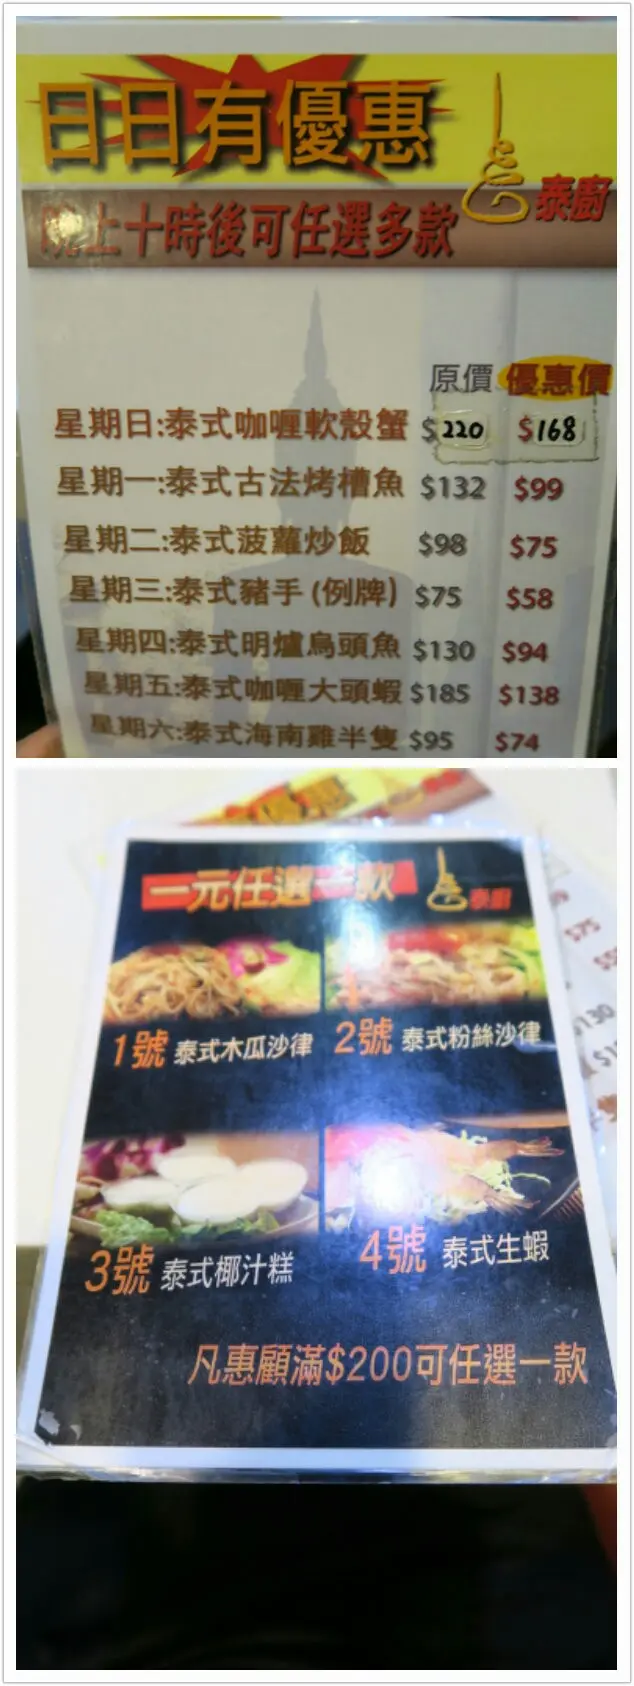 日日有優惠
泰廚
晚上十時後可任選多款
原價 優惠價
星期日:泰式咖喱軟殼蟹 $220 $168
星期一:泰式古法烤槽魚 $132 $99
星期二:泰式菠蘿炒飯 $98 $75
星期三:泰式豬手(例牌) $75 $58
星期四:泰式明爐烏頭魚 $130 $94
星期五:泰式咖喱大頭蝦 $185 $138
星期六:泰式海南雞半隻 $95 $74
優惠
一元任選一款
泰廚
$75
1號 泰式木瓜沙律 2號 泰式粉絲沙律
$130
3號 泰式椰汁糕 4號 泰式生蝦
凡惠顧滿$200可任選一款